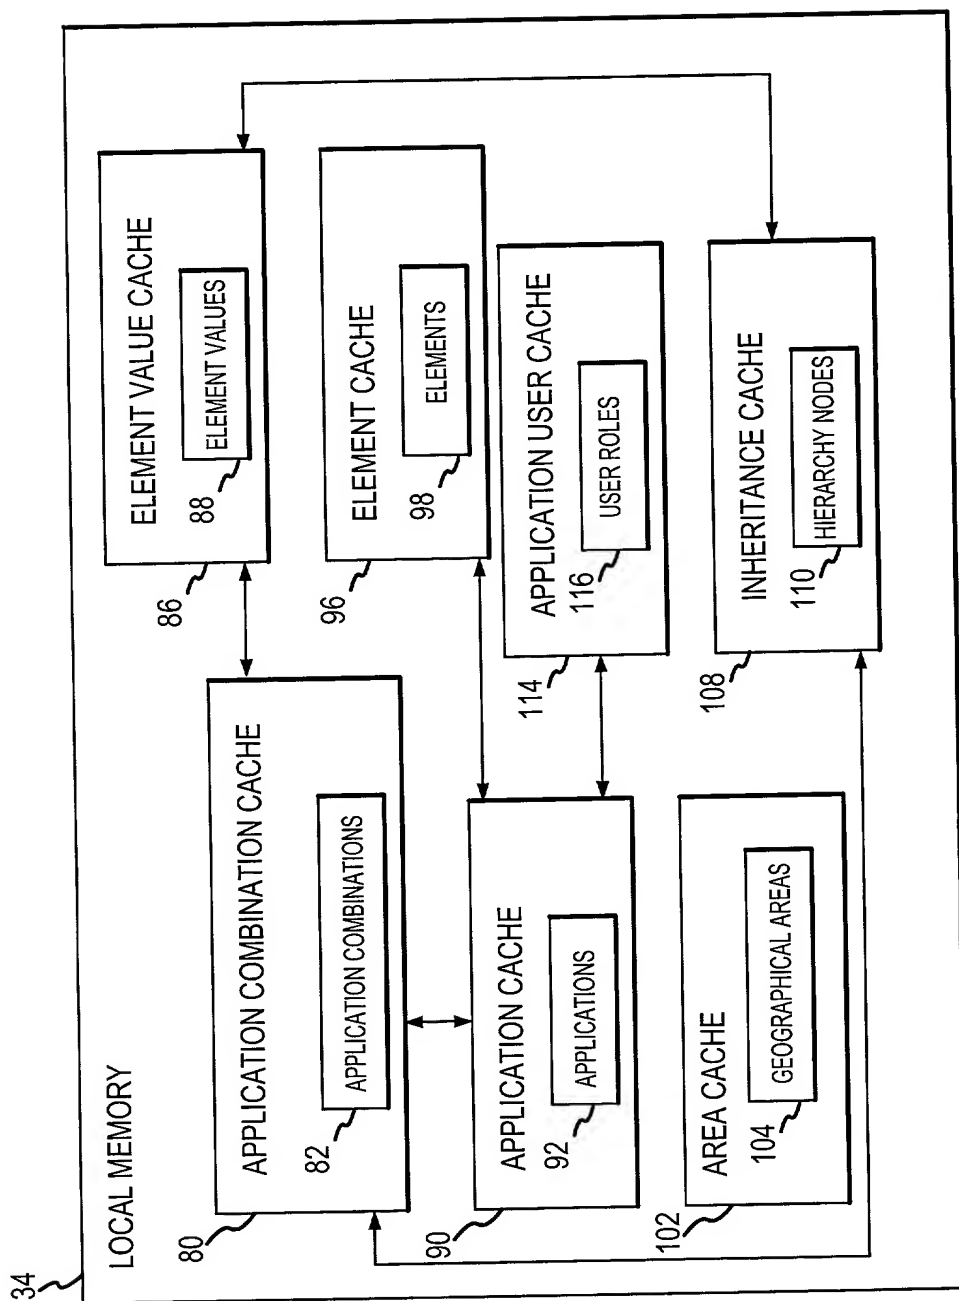 34
LOCAL MEMORY
APPLICATION COMBINATION CACHE
82
APPLICATION COMBINATIONS
80
APPLICATION CACHE
92
APPLICATIONS
90
AREA CACHE
104
GEOGRAPHICAL AREAS
102
ELEMENT VALUE CACHE
88
ELEMENT VALUES
86
ELEMENT CACHE
98
ELEMENTS
96
APPLICATION USER CACHE
116
USER ROLES
114
INHERITANCE CACHE
110
HIERARCHY NODES
108